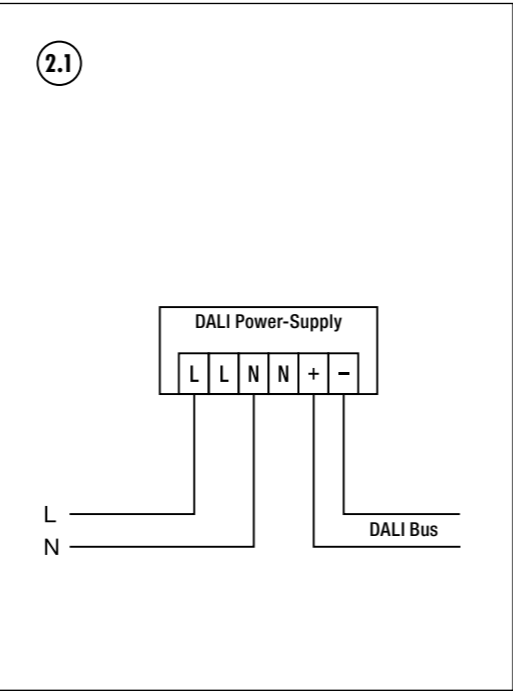 2.1
DALI Power-Supply
L L N N + −
L
DALI Bus
N